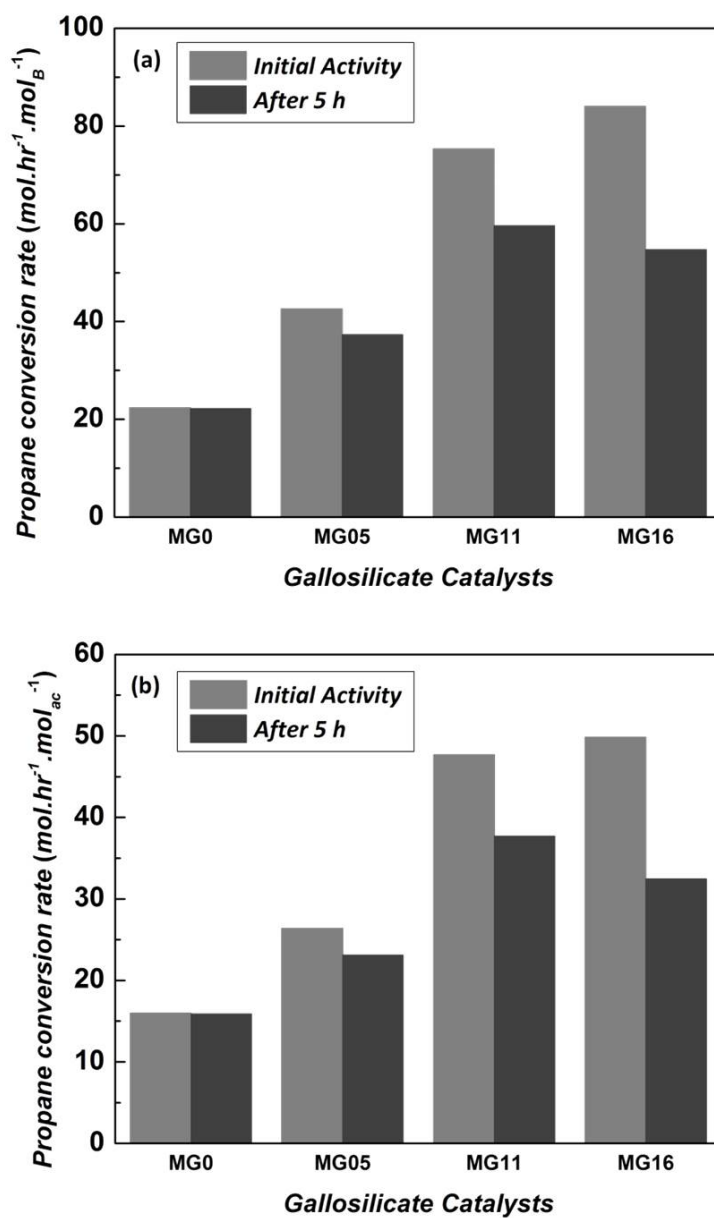 (a)
Initial Activity
After 5 h
Propane conversion rate (mol.hr⁻¹.mol_B⁻¹)
100
80
60
40
20
0
MG0 MG05 MG11 MG16
Gallosilicate Catalysts
(b)
Initial Activity
After 5 h
Propane conversion rate (mol.hr⁻¹.mol_ac⁻¹)
60
50
40
30
20
10
0
MG0 MG05 MG11 MG16
Gallosilicate Catalysts